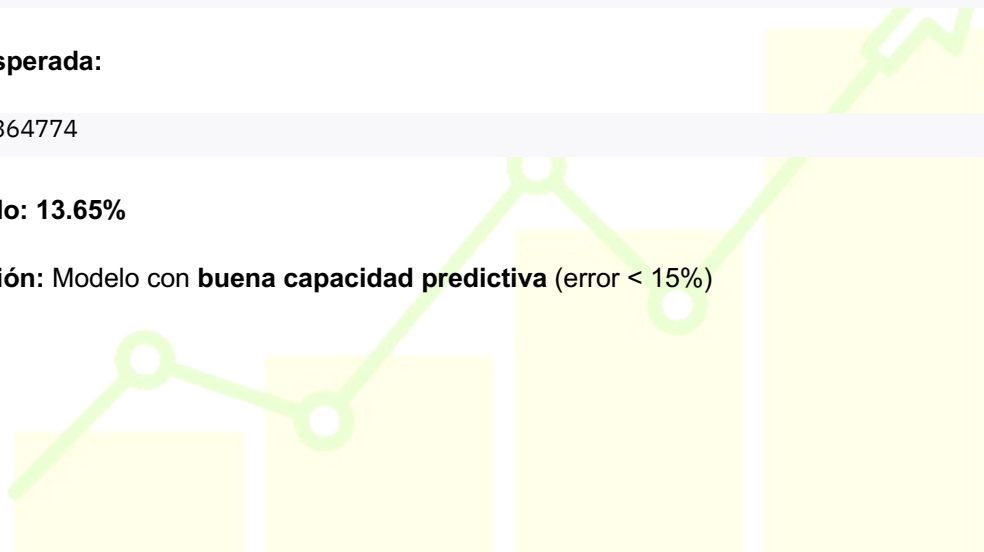 sperada:
364774
lo: 13.65%
ión: Modelo con buena capacidad predictiva (error < 15%)